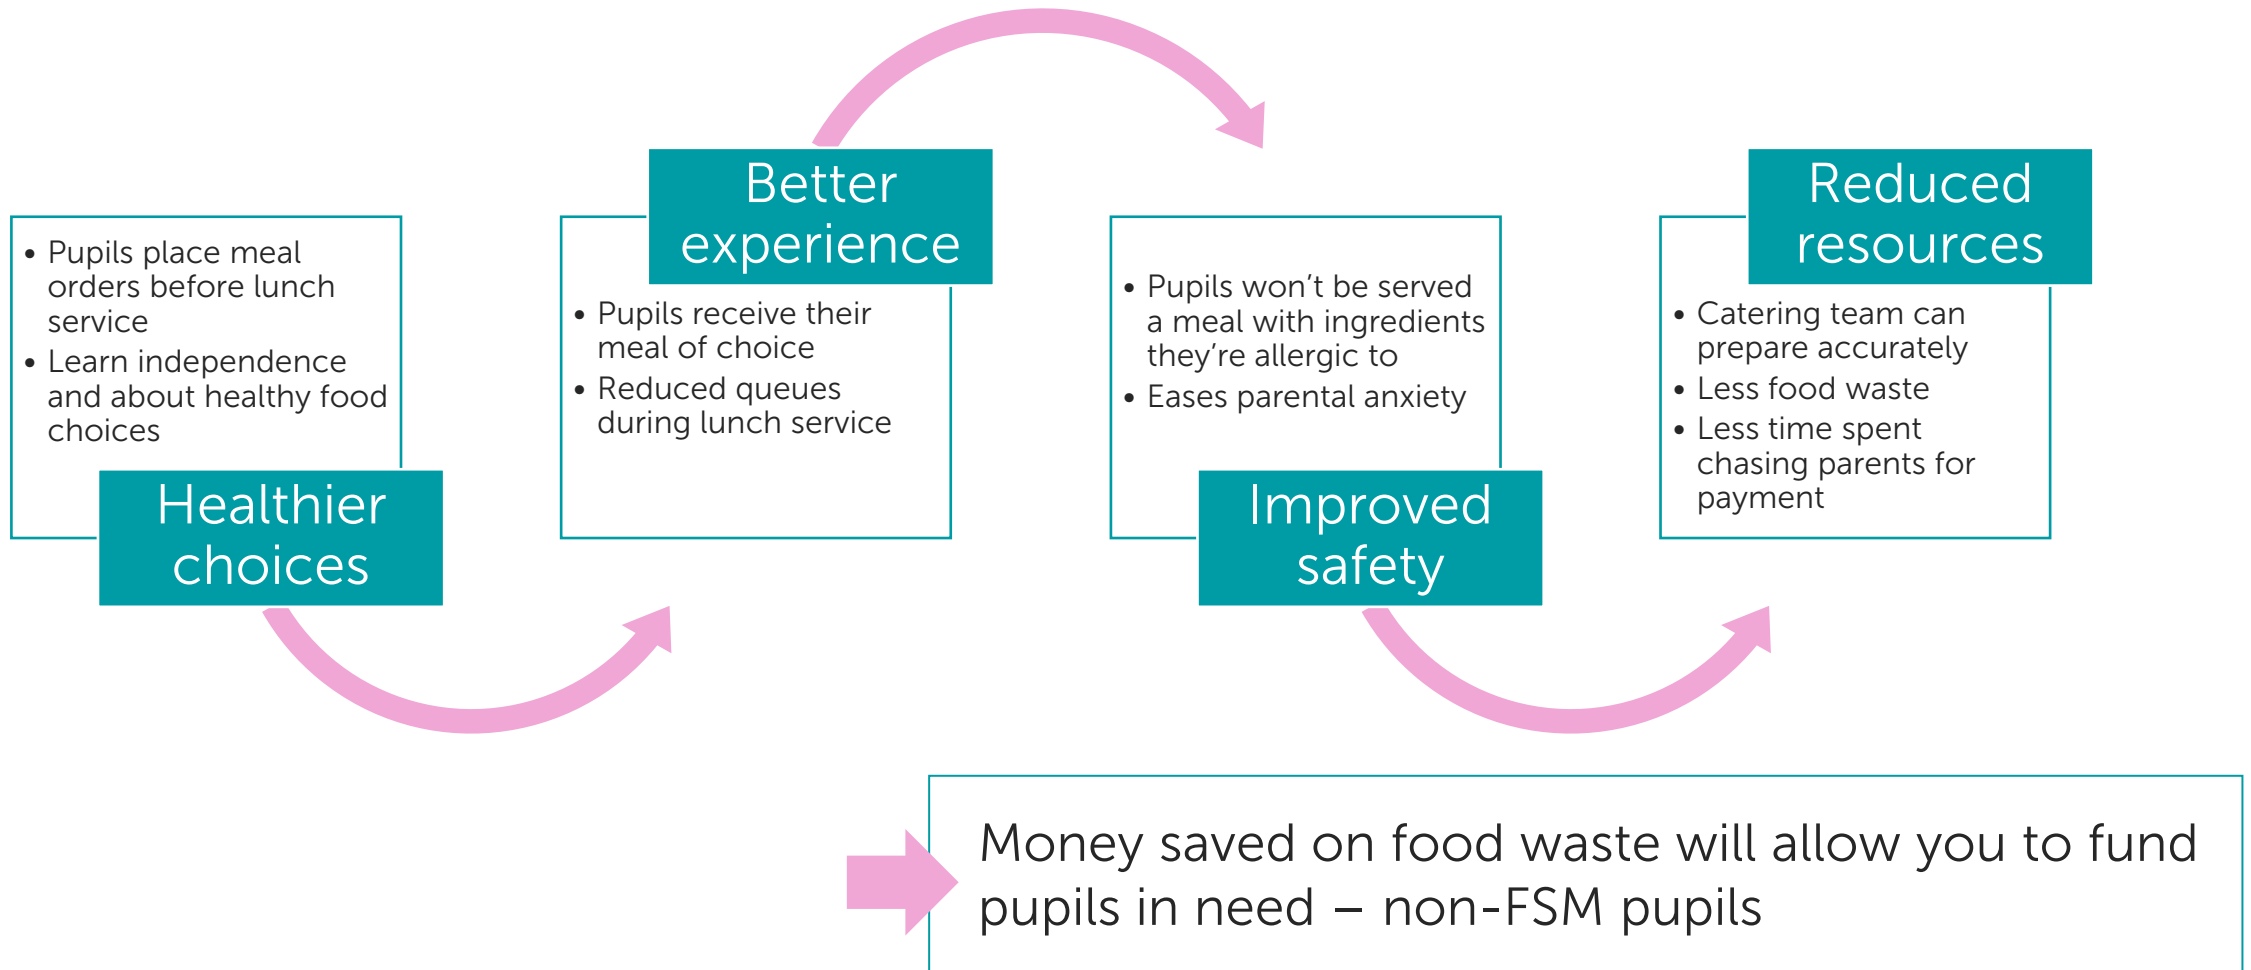 • Pupils place meal
orders before lunch
service
• Learn independence
and about healthy food
choices
Healthier
choices
Better
experience
• Pupils receive their
meal of choice
• Reduced queues
during lunch service
• Pupils won’t be served
a meal with ingredients
they’re allergic to
• Eases parental anxiety
Improved
safety
Reduced
resources
• Catering team can
prepare accurately
• Less food waste
• Less time spent
chasing parents for
payment
Money saved on food waste will allow you to fund
pupils in need – non-FSM pupils